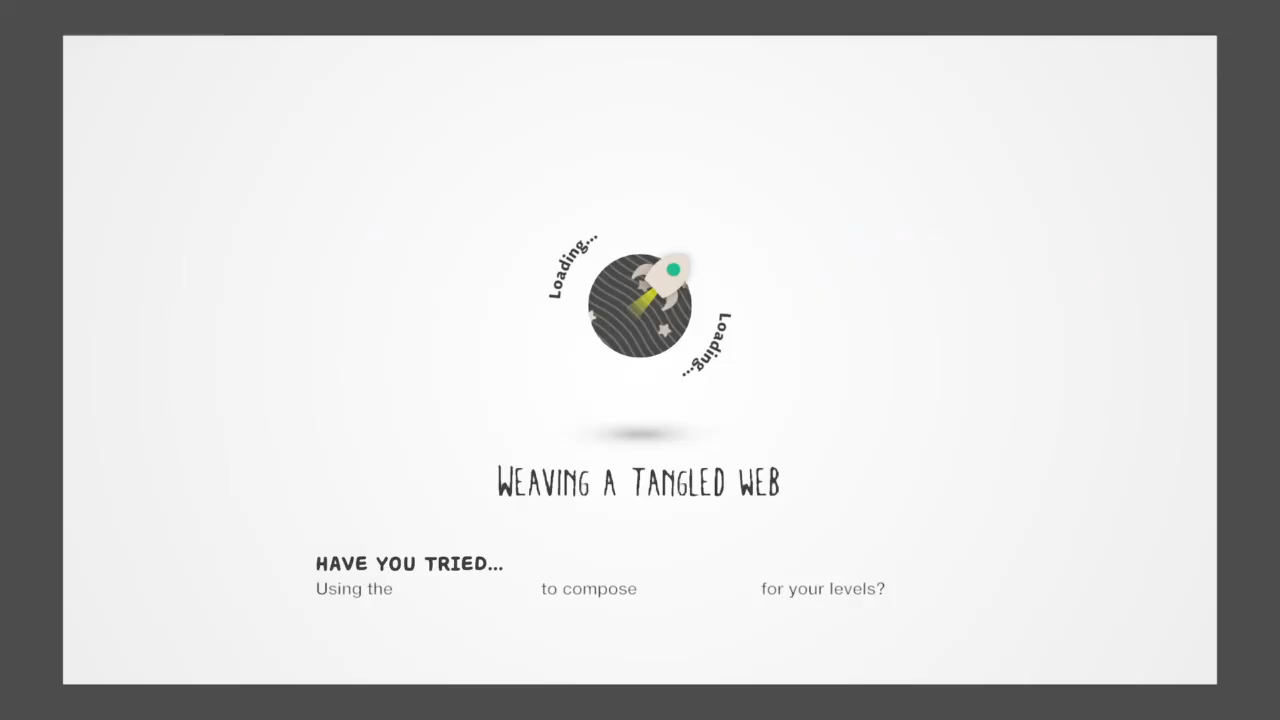 Loading...
Loading...
WEAVING A TANGLED WEB
HAVE YOU TRIED...
Using the to compose for your levels?